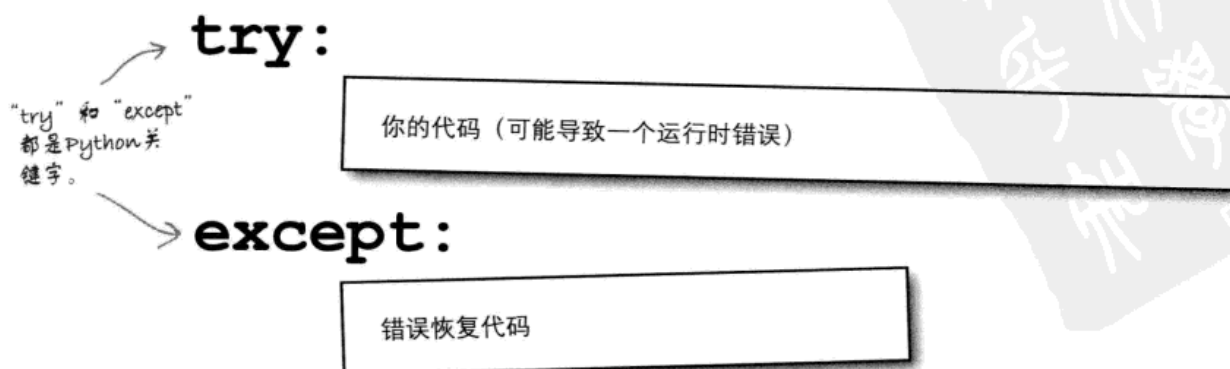 try:
“try” 和 “except”
都是Python关
键字。
你的代码（可能导致一个运行时错误）
except:
错误恢复代码